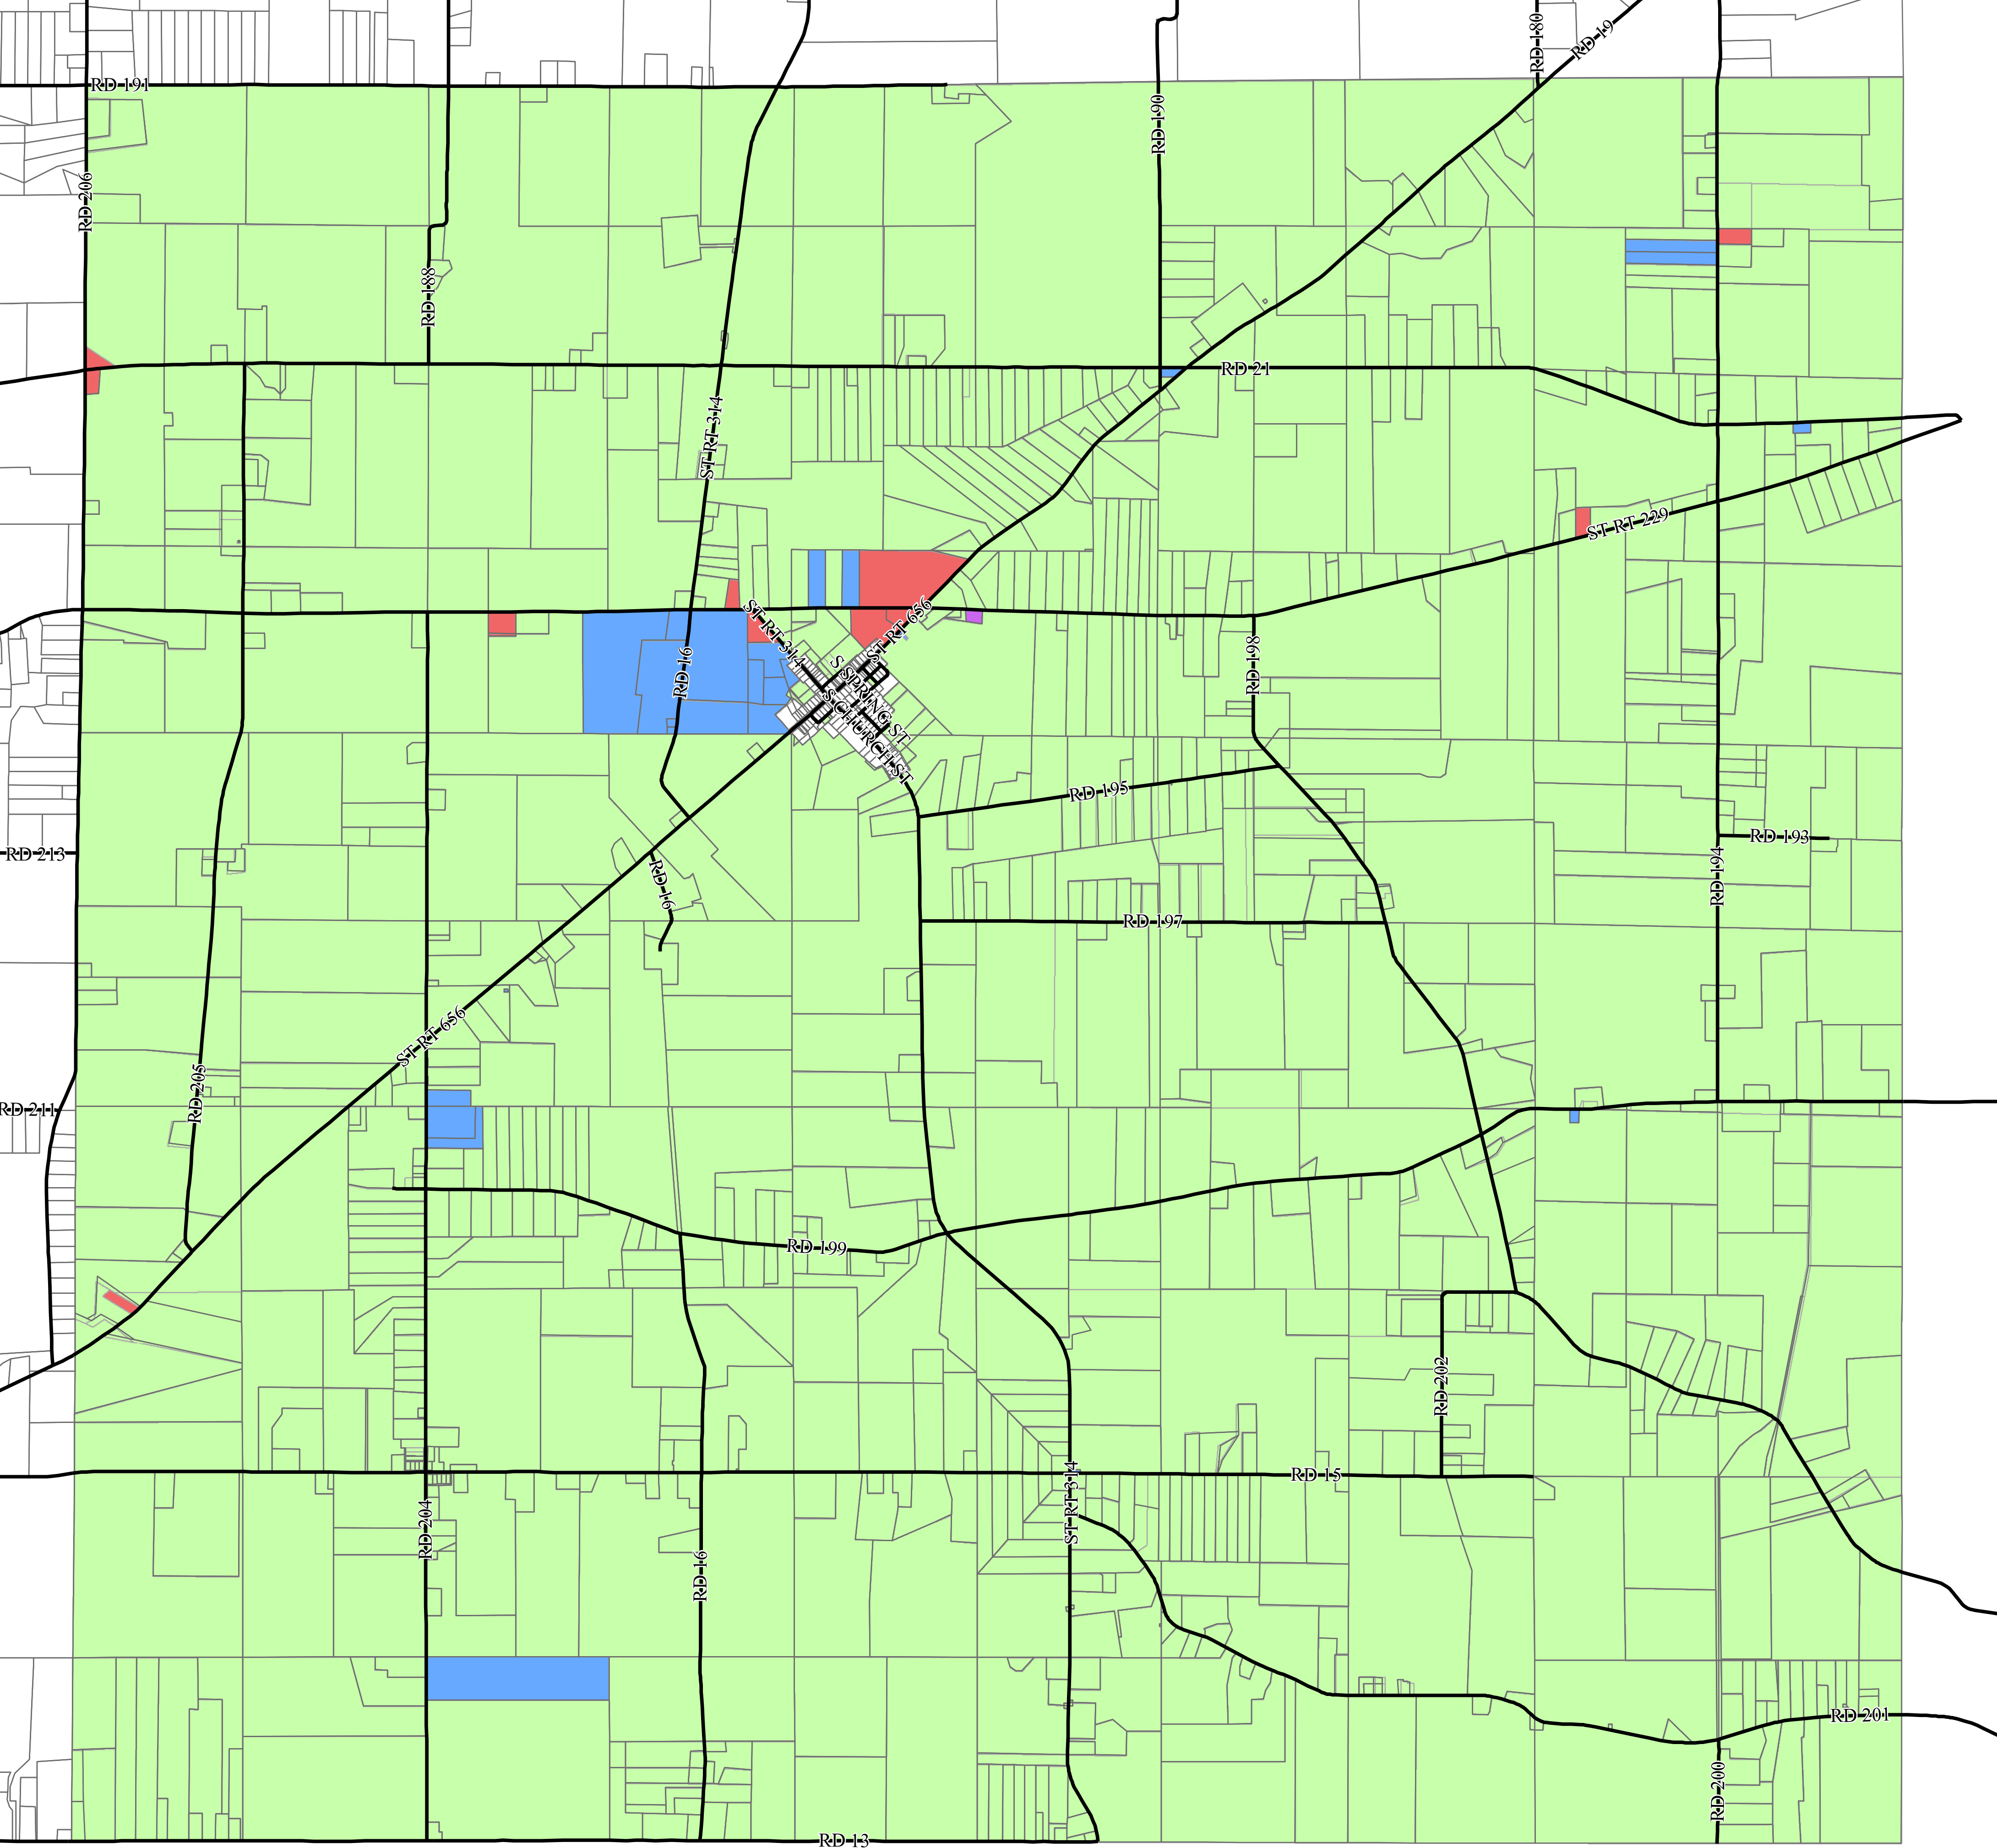 RD 180
RD 19
RD 191
RD 190
RD 206
RD 188
RD 21
ST RT 314
ST RT 229
ST RT 314
ST RT 656
RD 16
S SPRING ST
S CHURCH ST
RD 198
RD 195
RD 193
RD 213
RD 16
RD 194
RD 197
ST RT 656
RD 205
RD 211
RD 199
RD 202
RD 15
ST RT 314
RD 204
RD 16
RD 201
RD 200
RD 13